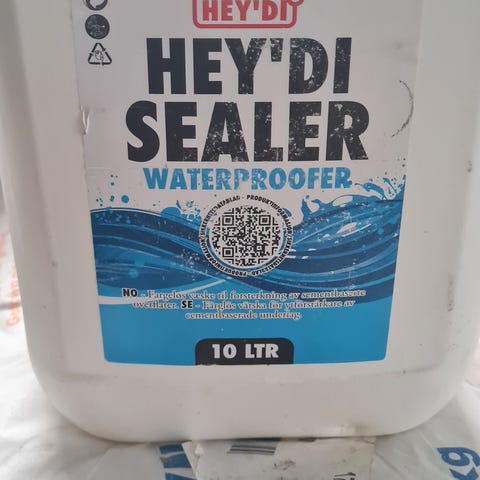 HEY'DI
HEY'DI
SEALER
WATERPROOFER
NO - Fargeløs væske til forsterkning av sementbaserte
overflater. SE - Färglös vätska för ytförstärkare av
cementbaserade underlag.
10 LTR
kg